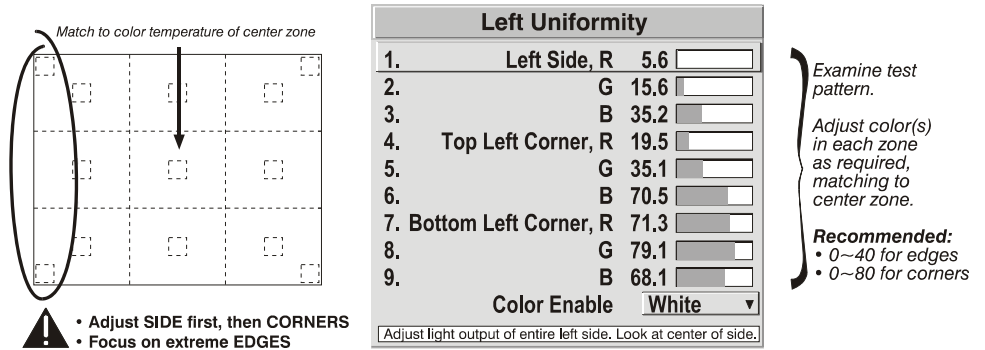 Match to color temperature of center zone
• Adjust SIDE first, then CORNERS
• Focus on extreme EDGES
Left Uniformity
1. Left Side, R 5.6
2. G 15.6
3. B 35.2
4. Top Left Corner, R 19.5
5. G 35.1
6. B 70.5
7. Bottom Left Corner, R 71.3
8. G 79.1
9. B 68.1
Color Enable White
Adjust light output of entire left side. Look at center of side.
Examine test
pattern.
Adjust color(s)
in each zone
as required,
matching to
center zone.
Recommended:
• 0~40 for edges
• 0~80 for corners